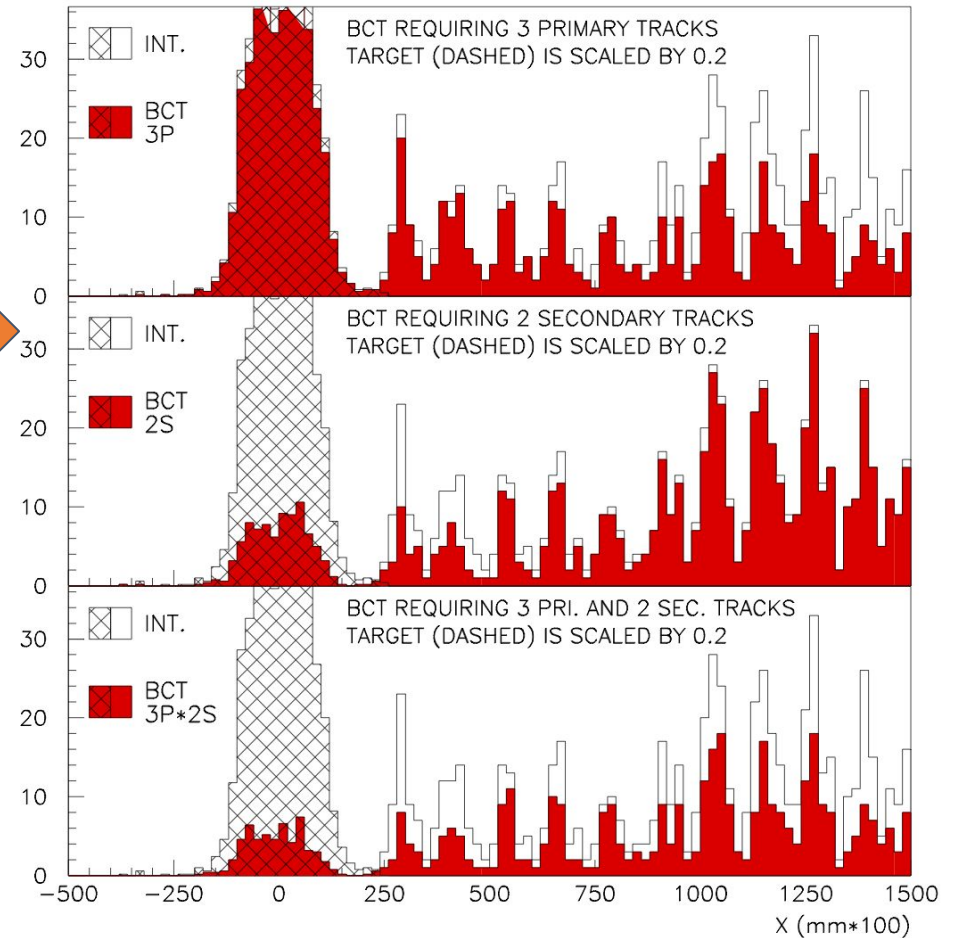 BCT REQUIRING 3 PRIMARY TRACKS
TARGET (DASHED) IS SCALED BY 0.2
INT.
BCT
3P
30
20
10
0
BCT REQUIRING 2 SECONDARY TRACKS
TARGET (DASHED) IS SCALED BY 0.2
INT.
BCT
2S
30
20
10
0
BCT REQUIRING 3 PRI. AND 2 SEC. TRACKS
TARGET (DASHED) IS SCALED BY 0.2
INT.
BCT
3P*2S
30
20
10
0
-500 -250 0 250 500 750 1000 1250 1500
X (mm*100)